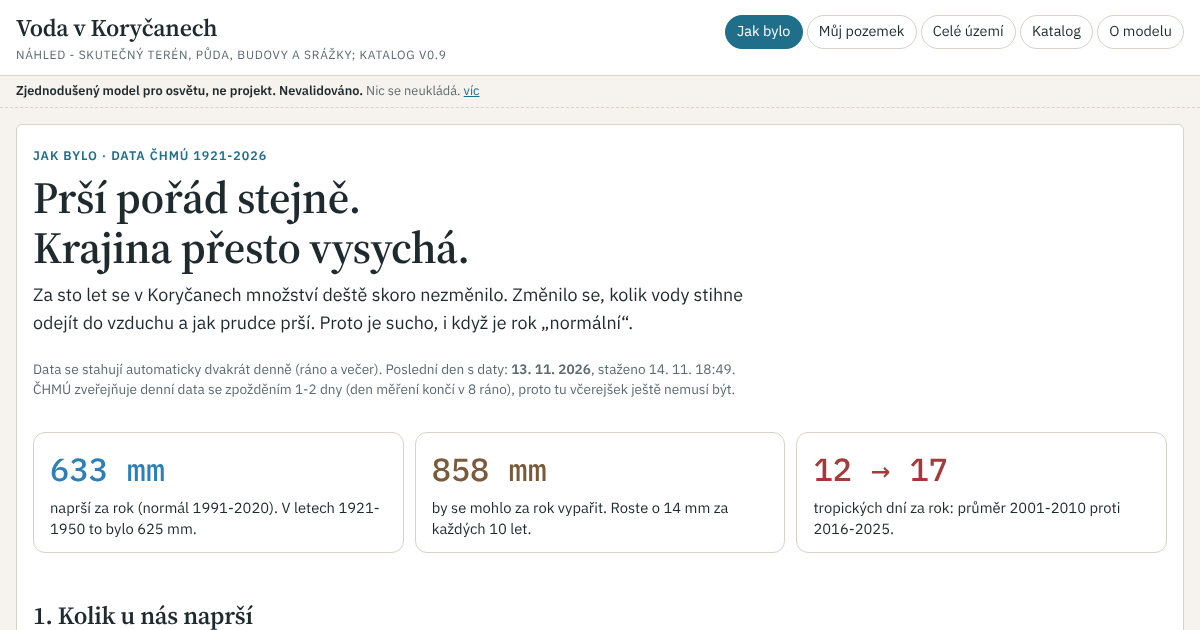 Voda v Koryčanech
NÁHLED - SKUTEČNÝ TERÉN, PŮDA, BUDOVY A SRÁŽKY; KATALOG V0.9
Jak bylo
Můj pozemek
Celé území
Katalog
O modelu
Zjednodušený model pro osvětu, ne projekt. Nevalidováno. Nic se neukládá. víc
JAK BYLO · DATA ČHMÚ 1921-2026
Prší pořád stejně.
Krajina přesto vysychá.
Za sto let se v Koryčanech množství deště skoro nezměnilo. Změnilo se, kolik vody stihne
odejít do vzduchu a jak prudce prší. Proto je sucho, i když je rok „normální“.
Data se stahují automaticky dvakrát denně (ráno a večer). Poslední den s daty: 13. 11. 2026, staženo 14. 11. 18:49.
ČHMÚ zveřejňuje denní data se zpožděním 1-2 dny (den měření končí v 8 ráno), proto tu včerejšek ještě nemusí být.
633 mm
naprší za rok (normál 1991-2020). V letech 1921-
1950 to bylo 625 mm.
858 mm
by se mohlo za rok vypařit. Roste o 14 mm za
každých 10 let.
12 → 17
tropických dní za rok: průměr 2001-2010 proti
2016-2025.
1. Kolik u nás naprší